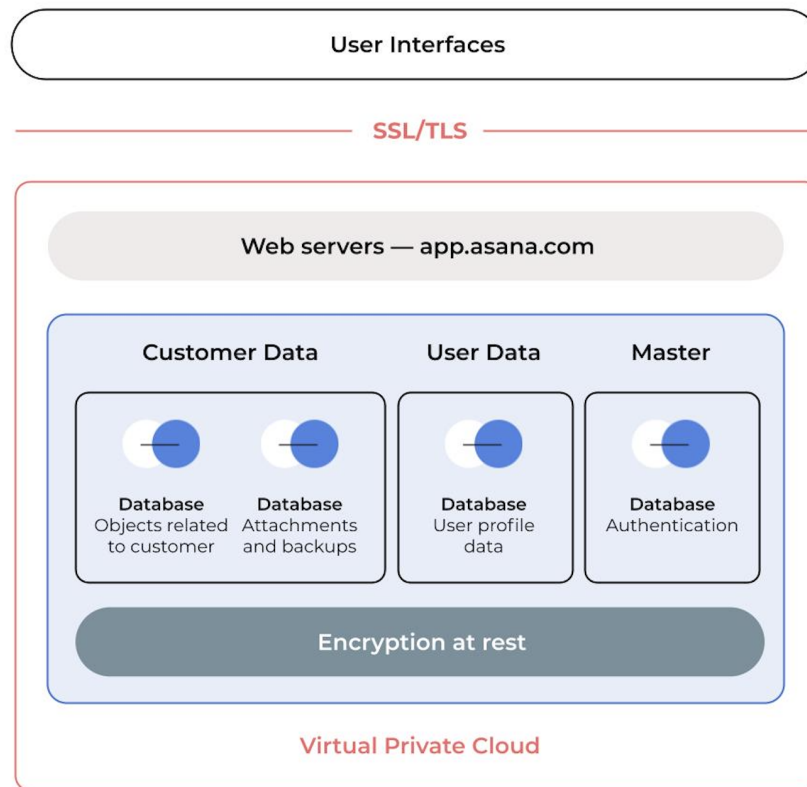 User Interfaces
SSL/TLS
Web servers — app.asana.com
Customer Data
User Data
Master
Database
Objects related
to customer
Database
Attachments
and backups
Database
User profile
data
Database
Authentication
Encryption at rest
Virtual Private Cloud